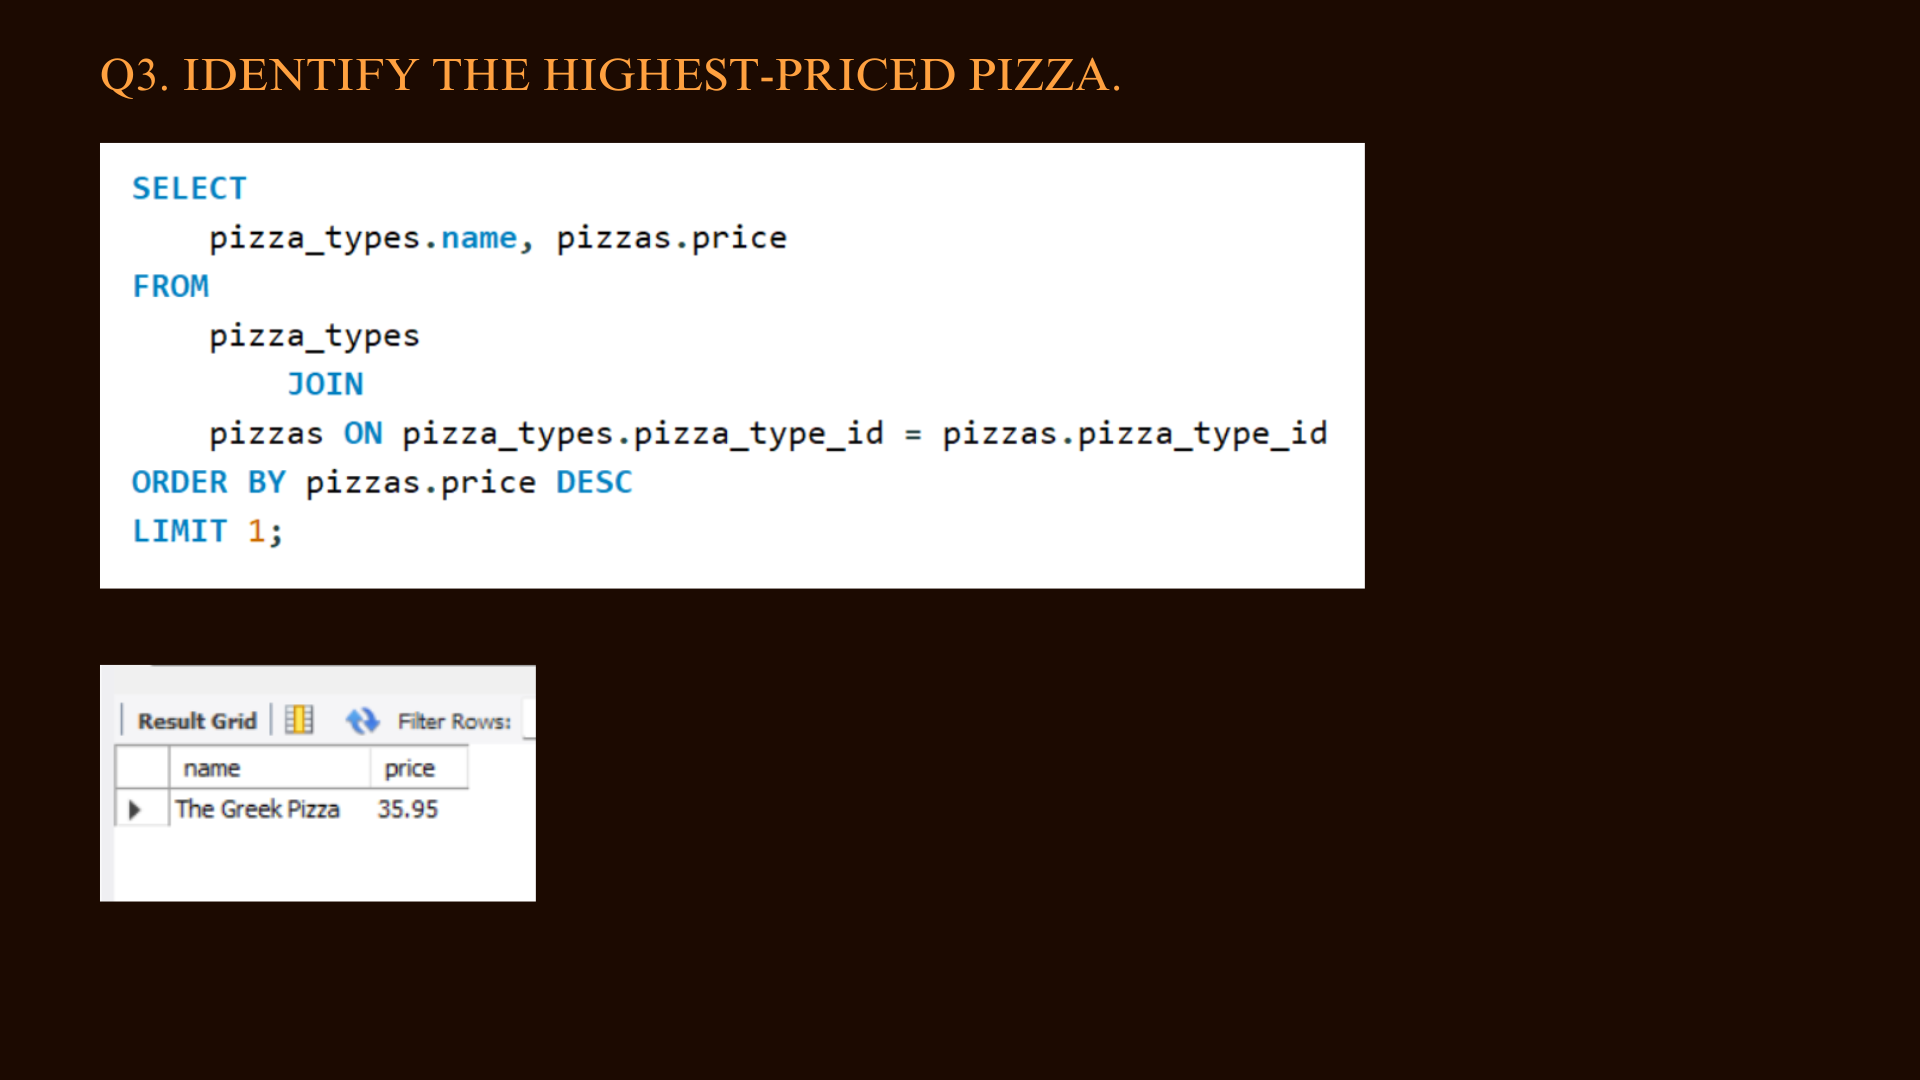 Q3. IDENTIFY THE HIGHEST-PRICED PIZZA.
SELECT
    pizza_types.name, pizzas.price
FROM
    pizza_types
        JOIN
    pizzas ON pizza_types.pizza_type_id = pizzas.pizza_type_id
ORDER BY pizzas.price DESC
LIMIT 1;
Result Grid Filter Rows:
name price
The Greek Pizza 35.95